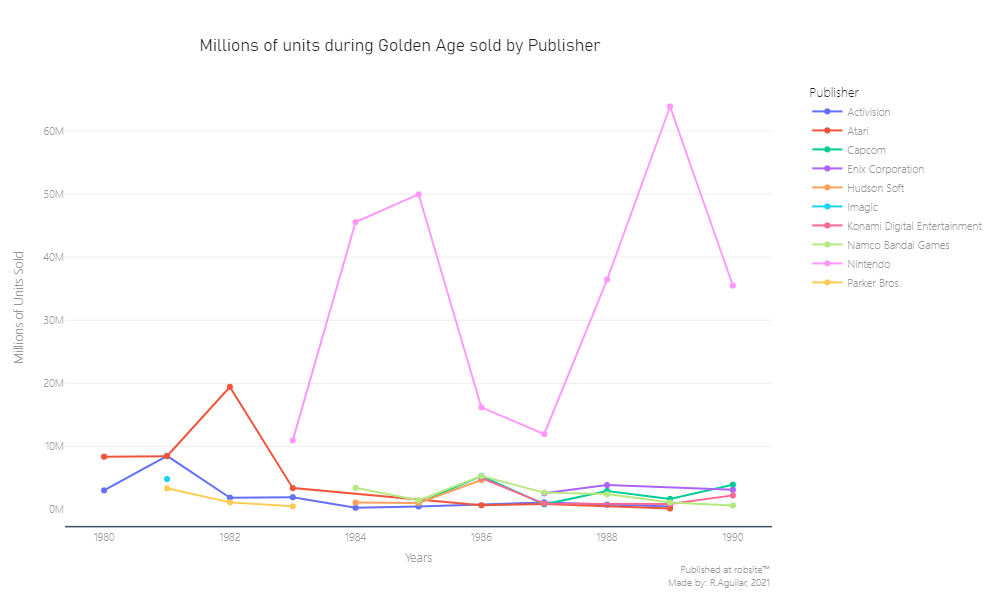 Millions of units during Golden Age sold by Publisher
Publisher
Activision
Atari
Capcom
Enix Corporation
Hudson Soft
Imagic
Konami Digital Entertainment
Namco Bandai Games
Nintendo
Parker Bros.
Millions of Units Sold
60M
50M
40M
30M
20M
10M
0M
1980
1982
1984
1986
1988
1990
Years
Published at robsite™
Made by: R.Aguilar, 2021